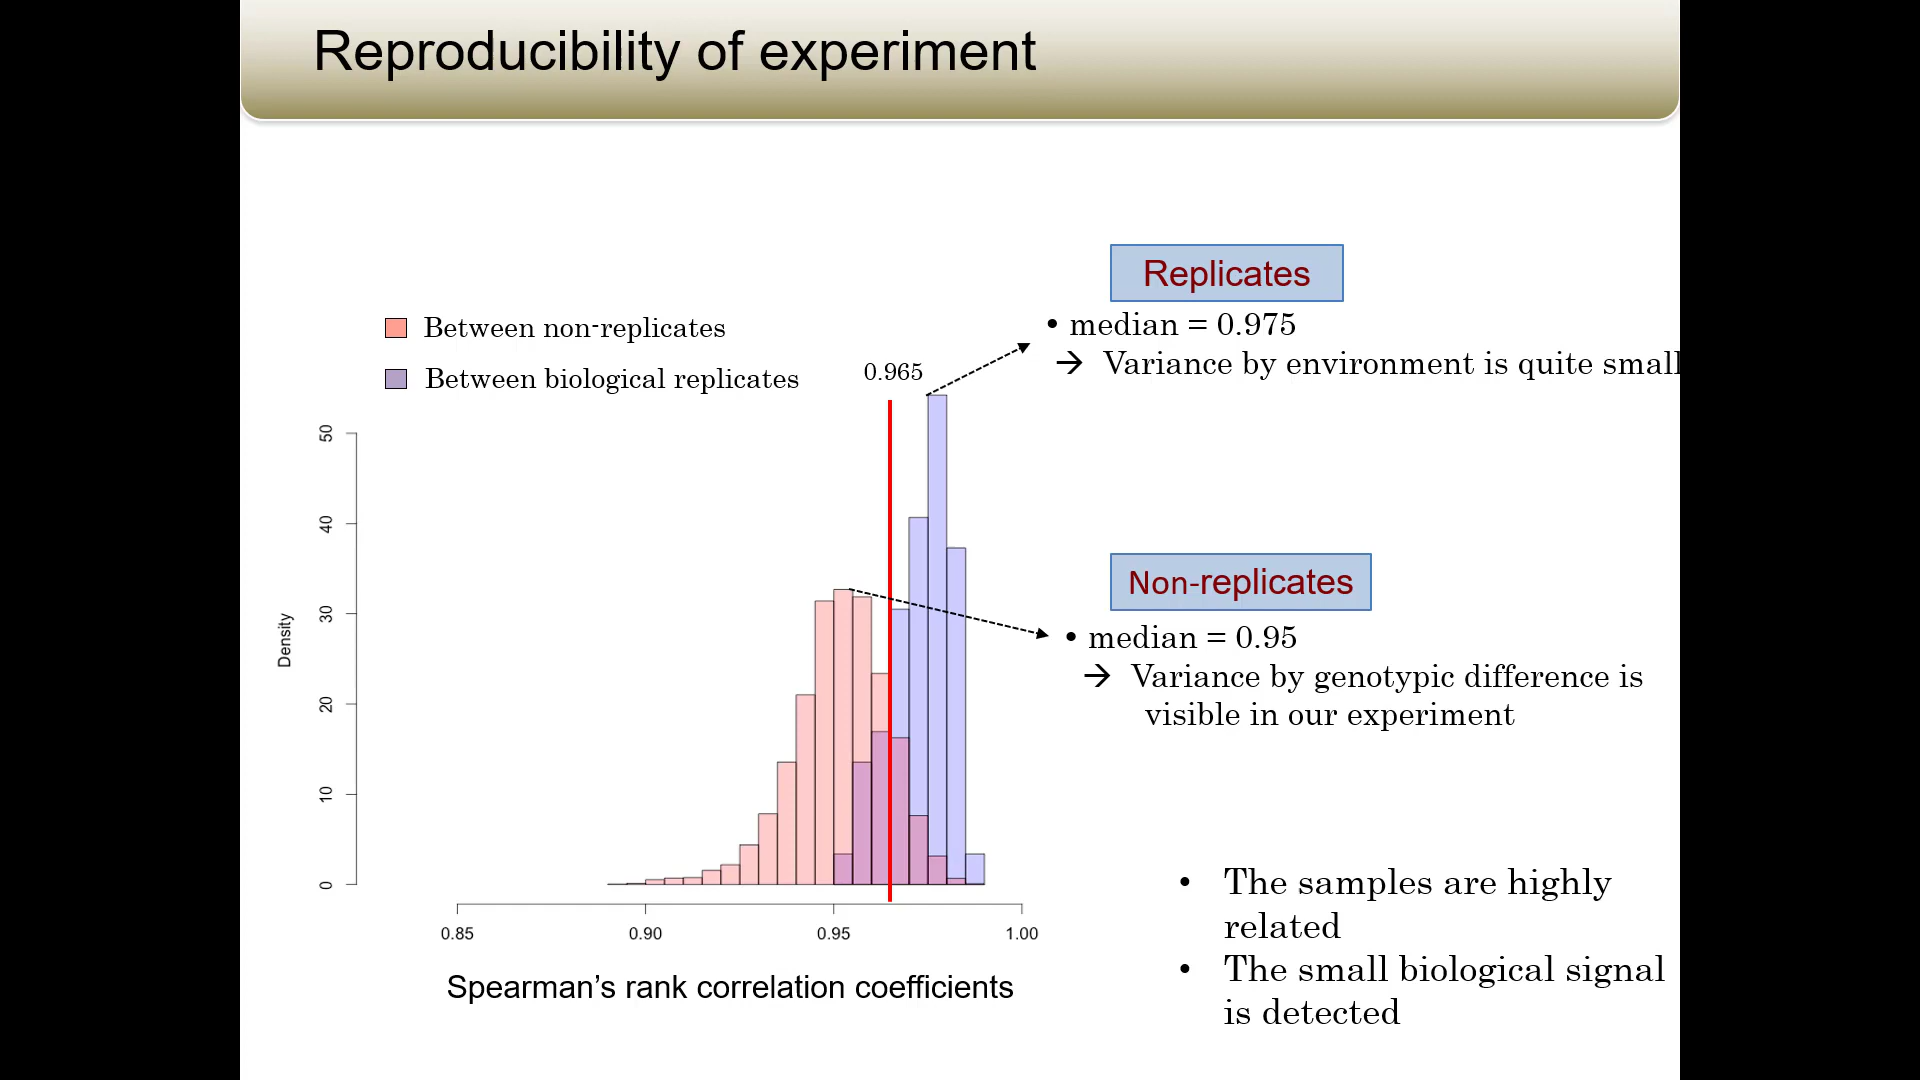 Reproducibility of experiment
Replicates
• median = 0.975
→ Variance by environment is quite small
Between non-replicates
Between biological replicates
0.965
50
40
30
20
10
0
Density
Non-replicates
• median = 0.95
→ Variance by genotypic difference is
visible in our experiment
• The samples are highly
related
• The small biological signal
is detected
0.85 0.90 0.95 1.00
Spearman’s rank correlation coefficients